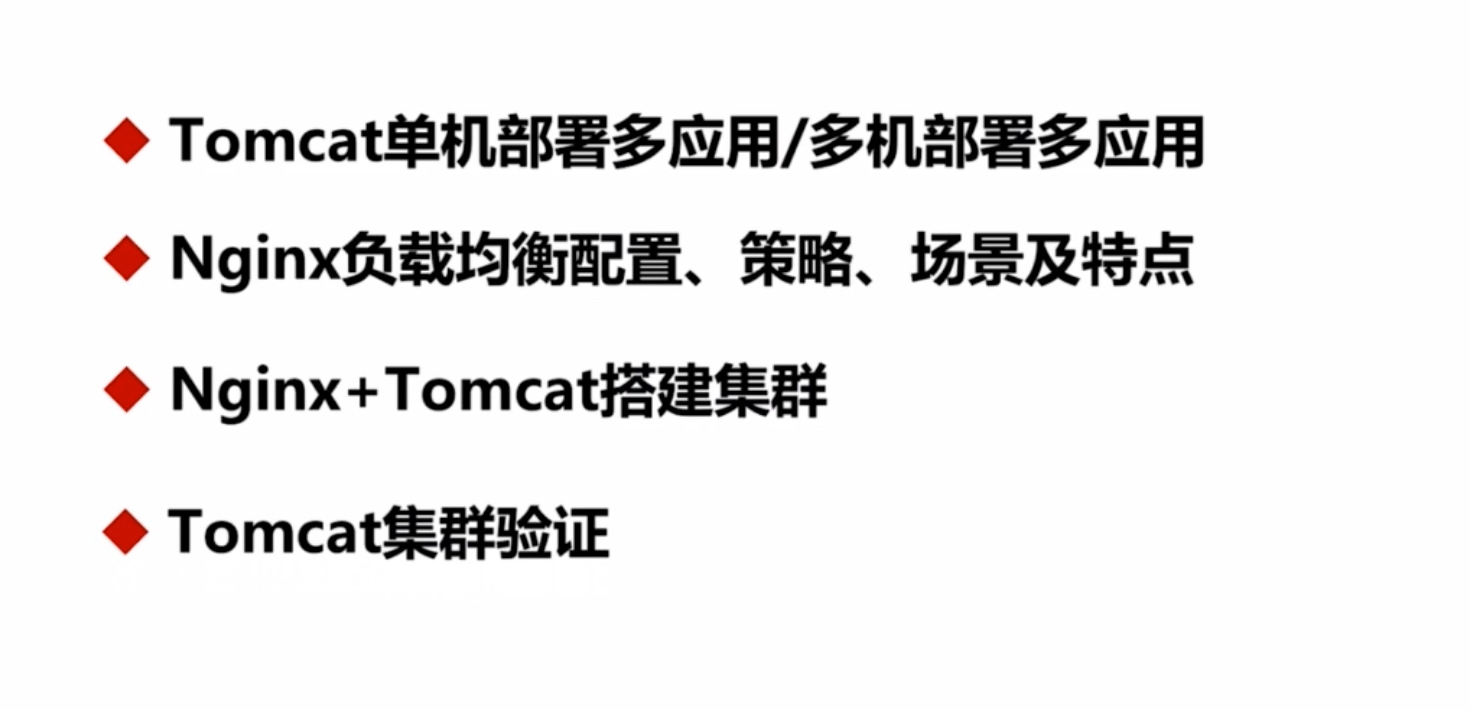 Tomcat单机部署多应用/多机部署多应用
Nginx负载均衡配置、策略、场景及特点
Nginx+Tomcat搭建集群
Tomcat集群验证